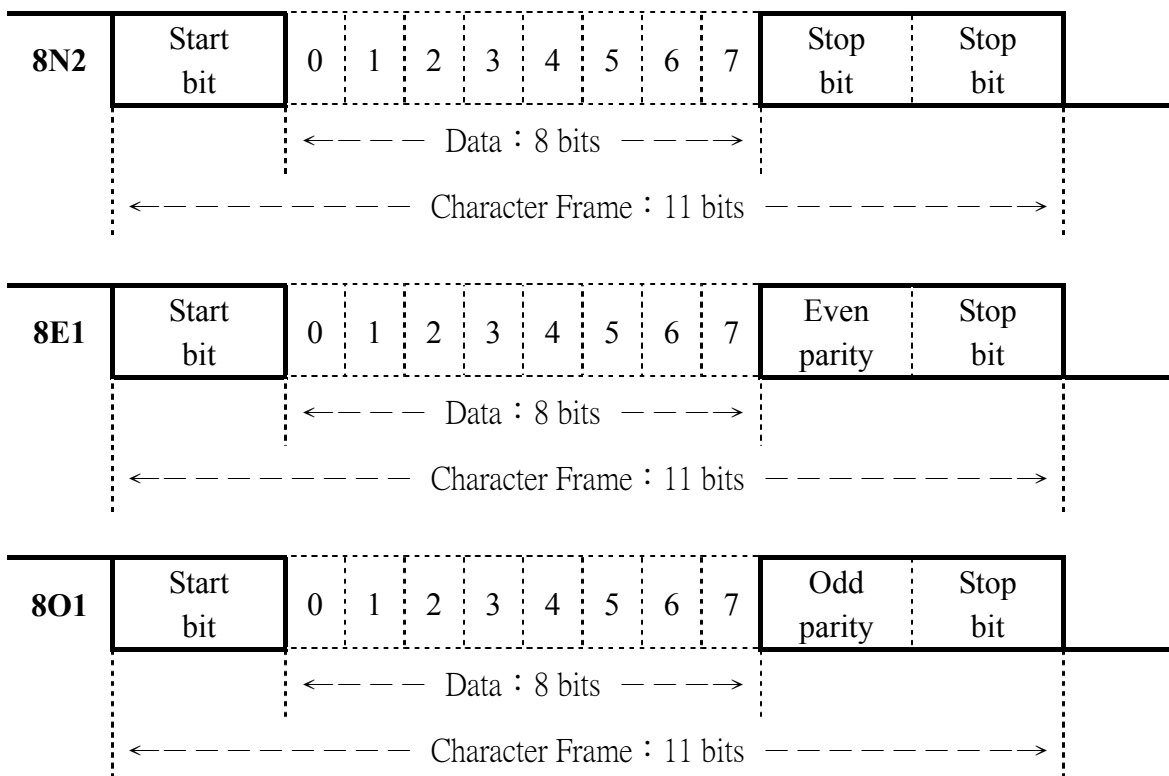 8N2 Start bit 0 1 2 3 4 5 6 7 Stop bit Stop bit
Data：8 bits
Character Frame：11 bits
8E1 Start bit 0 1 2 3 4 5 6 7 Even parity Stop bit
Data：8 bits
Character Frame：11 bits
8O1 Start bit 0 1 2 3 4 5 6 7 Odd parity Stop bit
Data：8 bits
Character Frame：11 bits